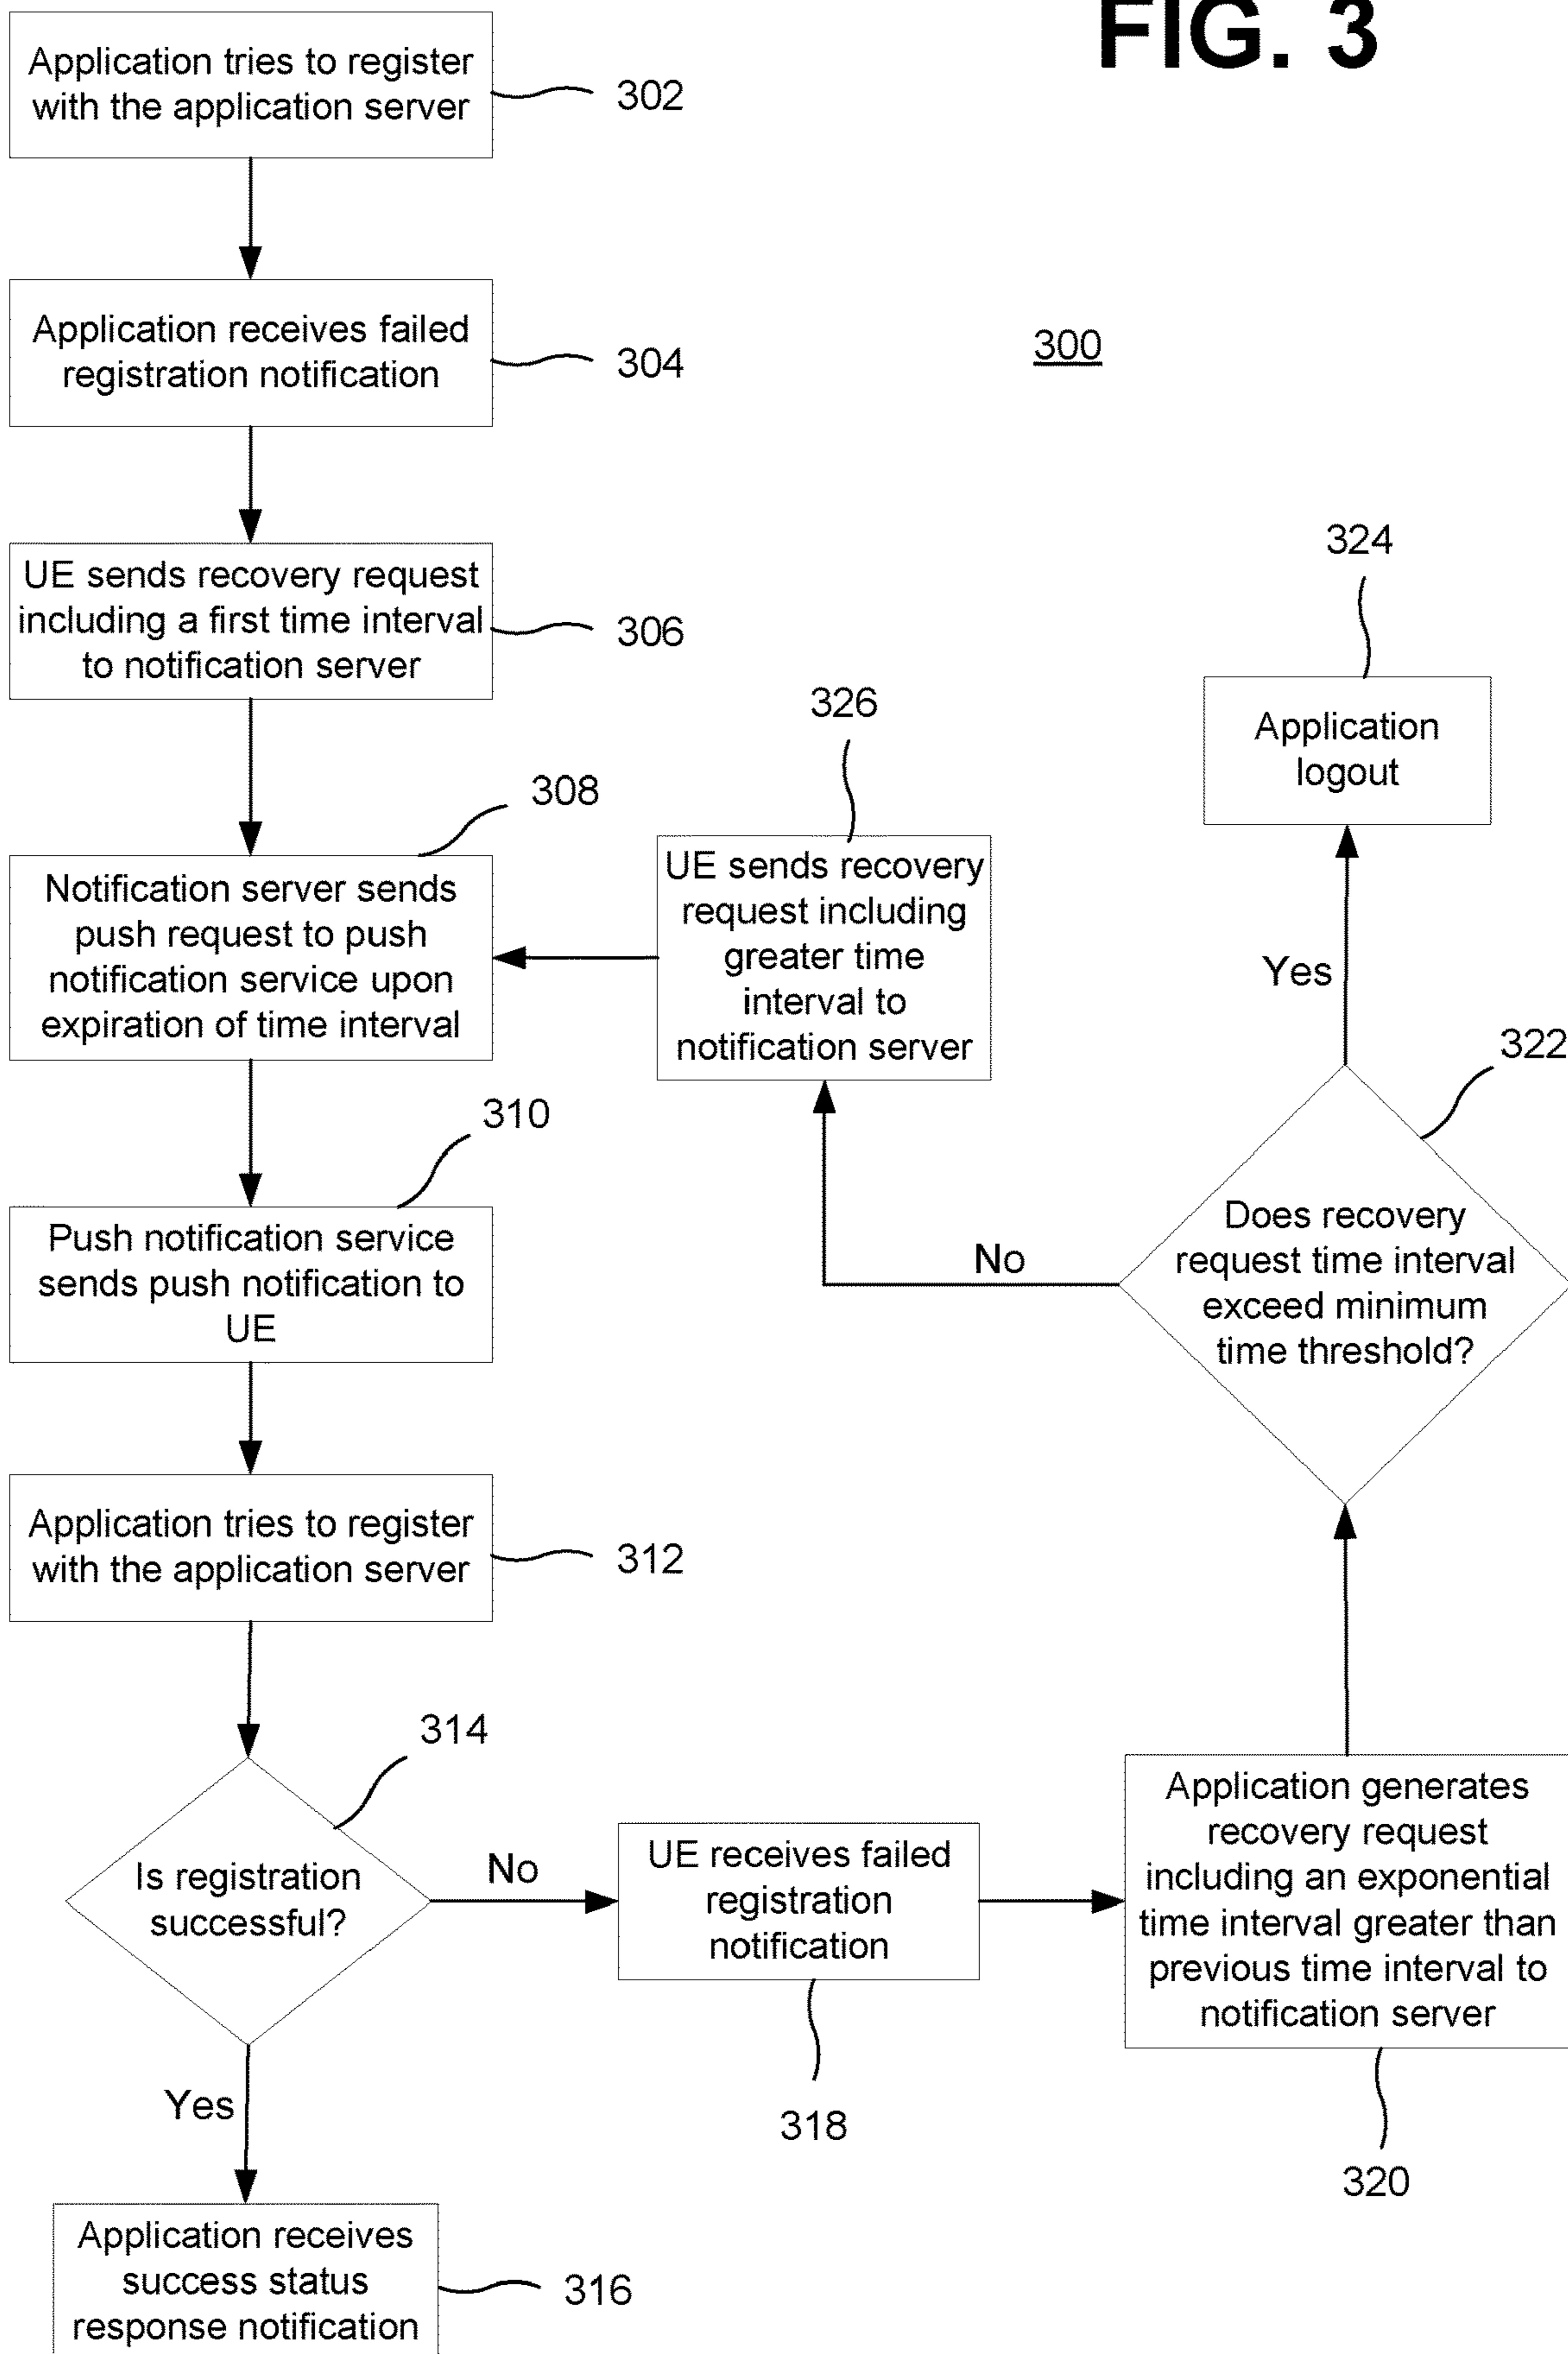 FIG. 3
Application tries to register
with the application server
302
Application receives failed
registration notification
304
300
UE sends recovery request
including a first time interval
to notification server
306
324
Application
logout
326
UE sends recovery
request including
greater time
interval to
notification server
308
Notification server sends
push request to push
notification service upon
expiration of time interval
Yes
322
Does recovery
request time interval
exceed minimum
time threshold?
No
310
Push notification service
sends push notification to
UE
Application tries to register
with the application server
312
314
Is registration
successful?
No
UE receives failed
registration
notification
318
Application generates
recovery request
including an exponential
time interval greater than
previous time interval to
notification server
320
Yes
Application receives
success status
response notification
316